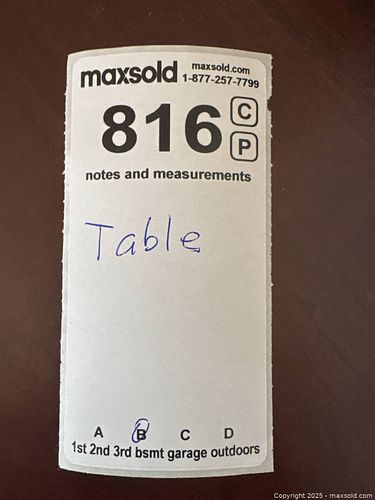 maxsold maxsold.com
1-877-257-7799
816 C
P
notes and measurements
Table
A B C D
1st 2nd 3rd bsmt garage outdoors
Copyright 2025 - maxsold.com